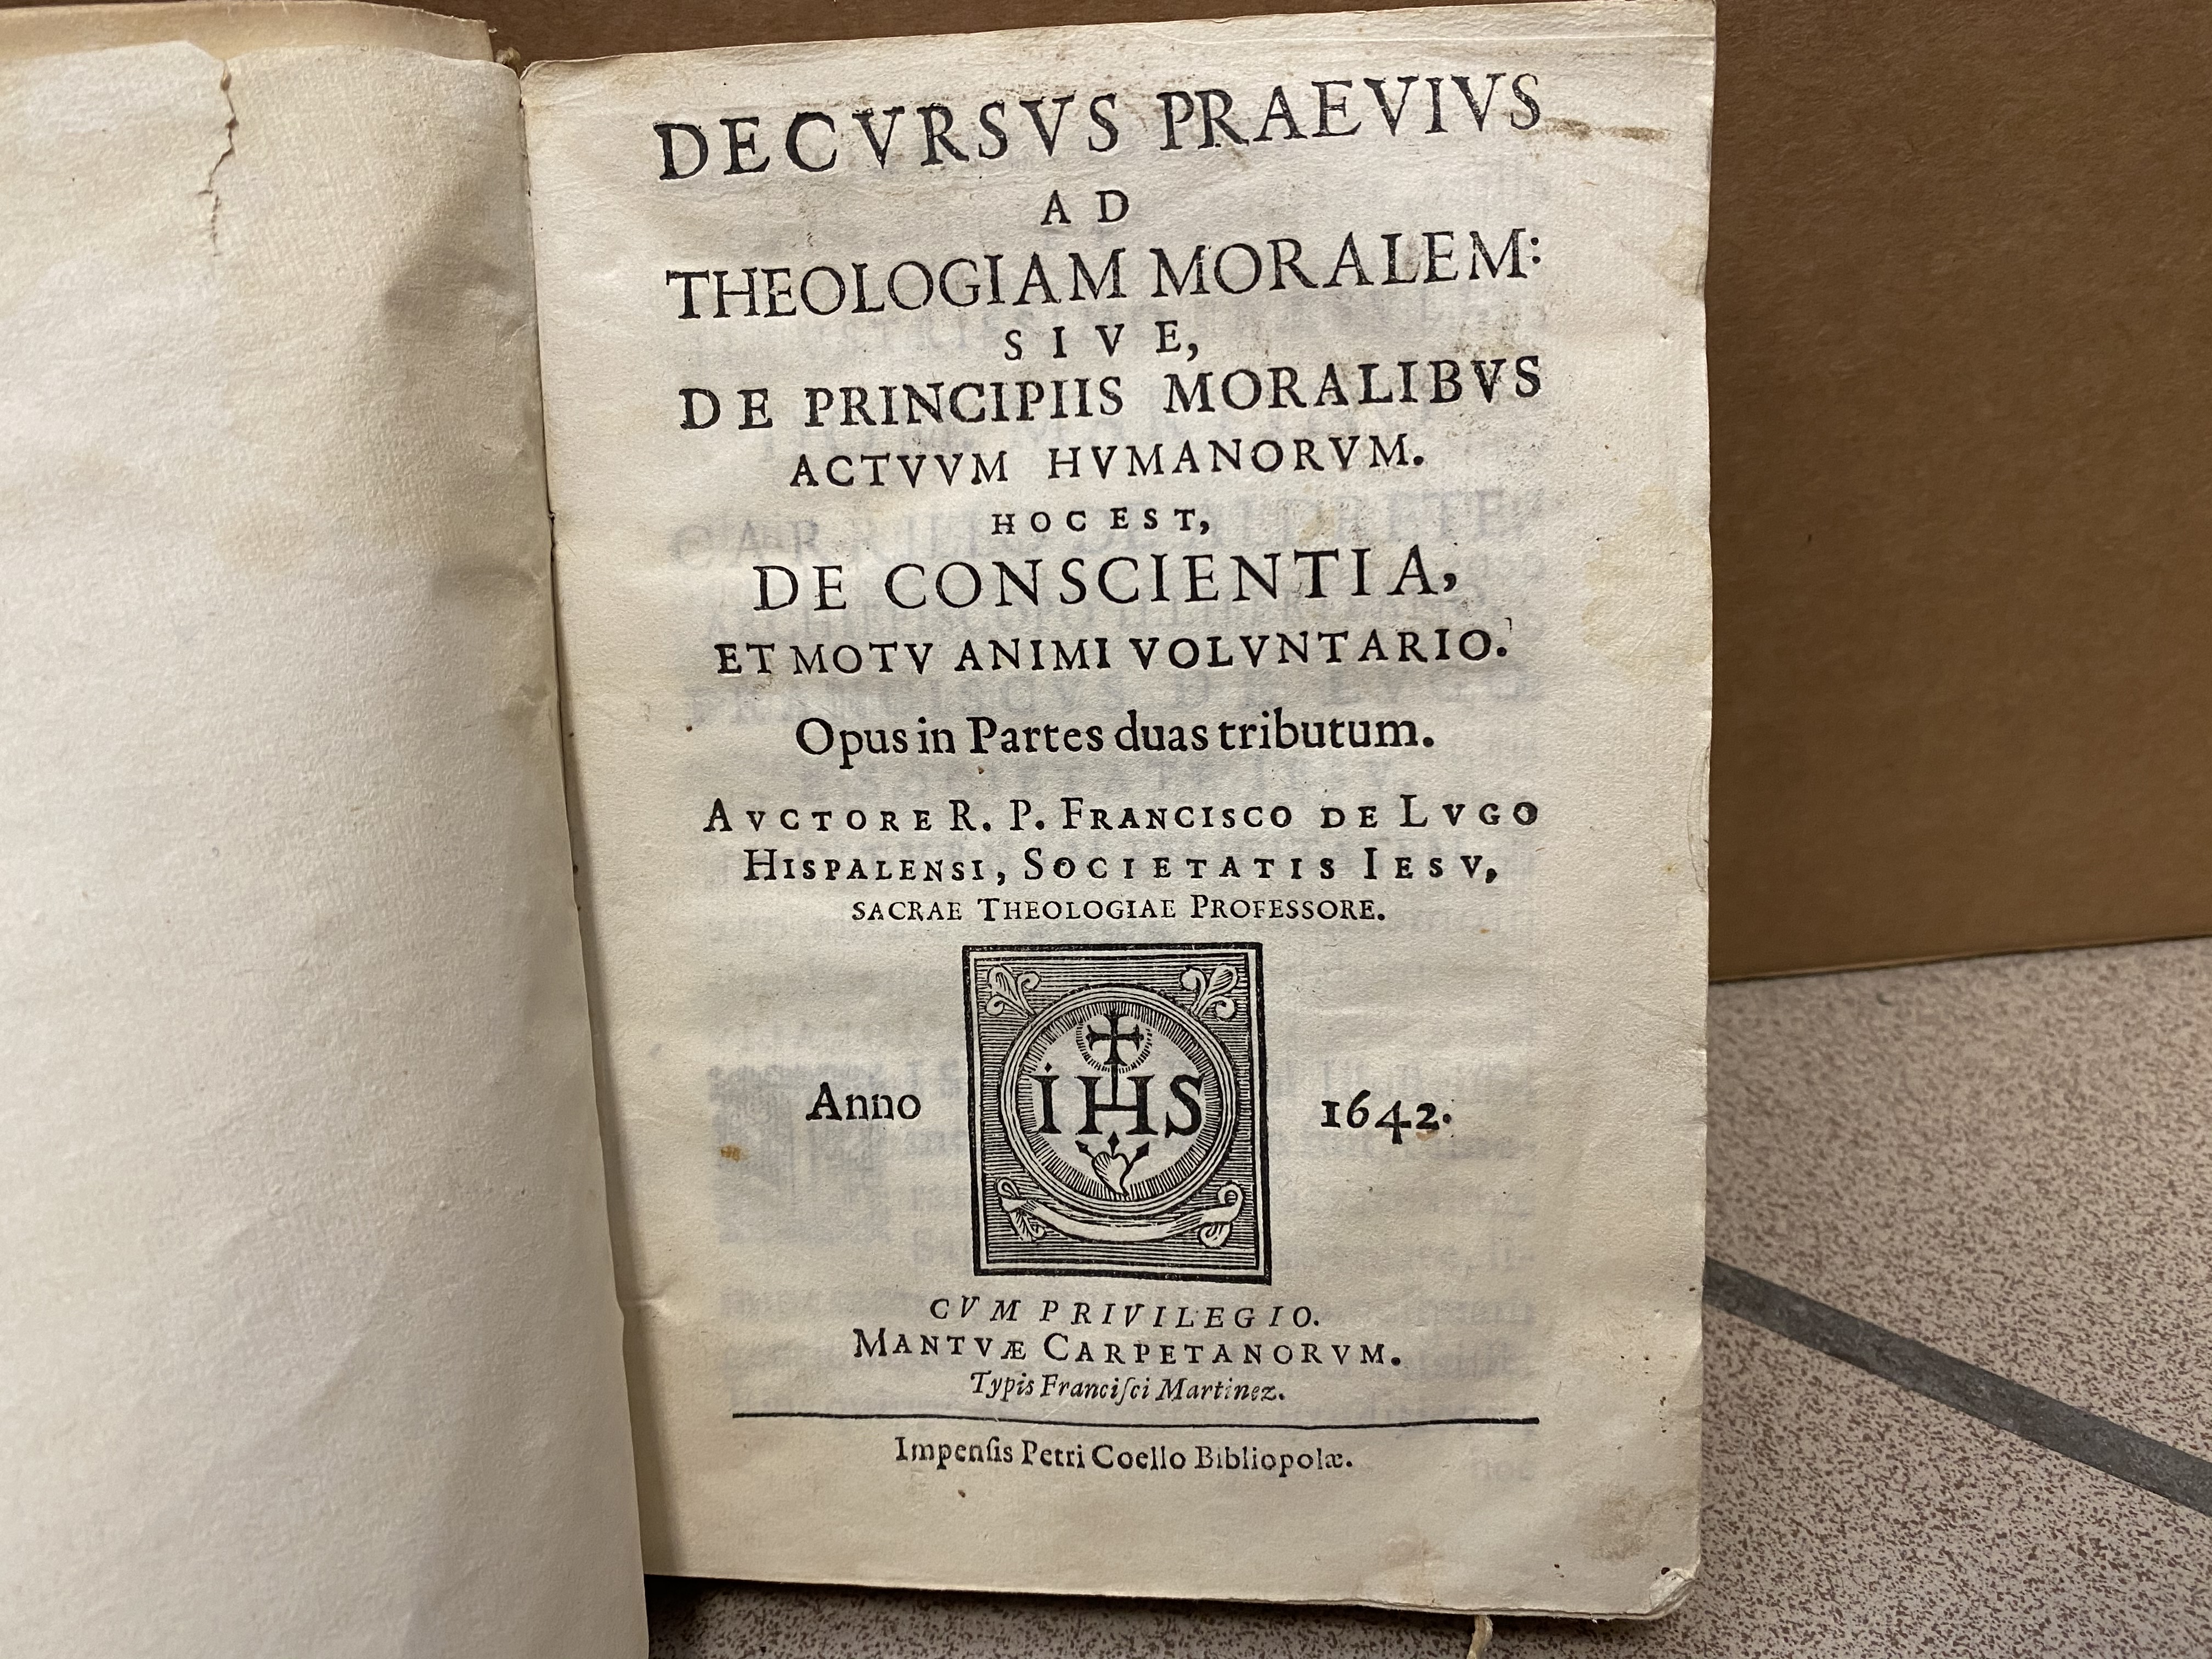 DECVRSVS PRAEVIVS
AD
THEOLOGIAM MORALEM:
SIVE,
DE PRINCIPIIS MORALIBVS
ACTVVM HVMANORVM.
HOC EST,
DE CONSCIENTIA,
ET MOTV ANIMI VOLVNTARIO.
Opus in Partes duas tributum.
AVCTORE R. P. FRANCISCO DE LVGO
HISPALENSI, SOCIETATIS IESV,
SACRAE THEOLOGIAE PROFESSORE.
Anno IHS 1642.
CVM PRIVILEGIO.
MANTVÆ CARPETANORVM.
Typis Franciſci Martinez.
Impenſis Petri Coello Bibliopolæ.